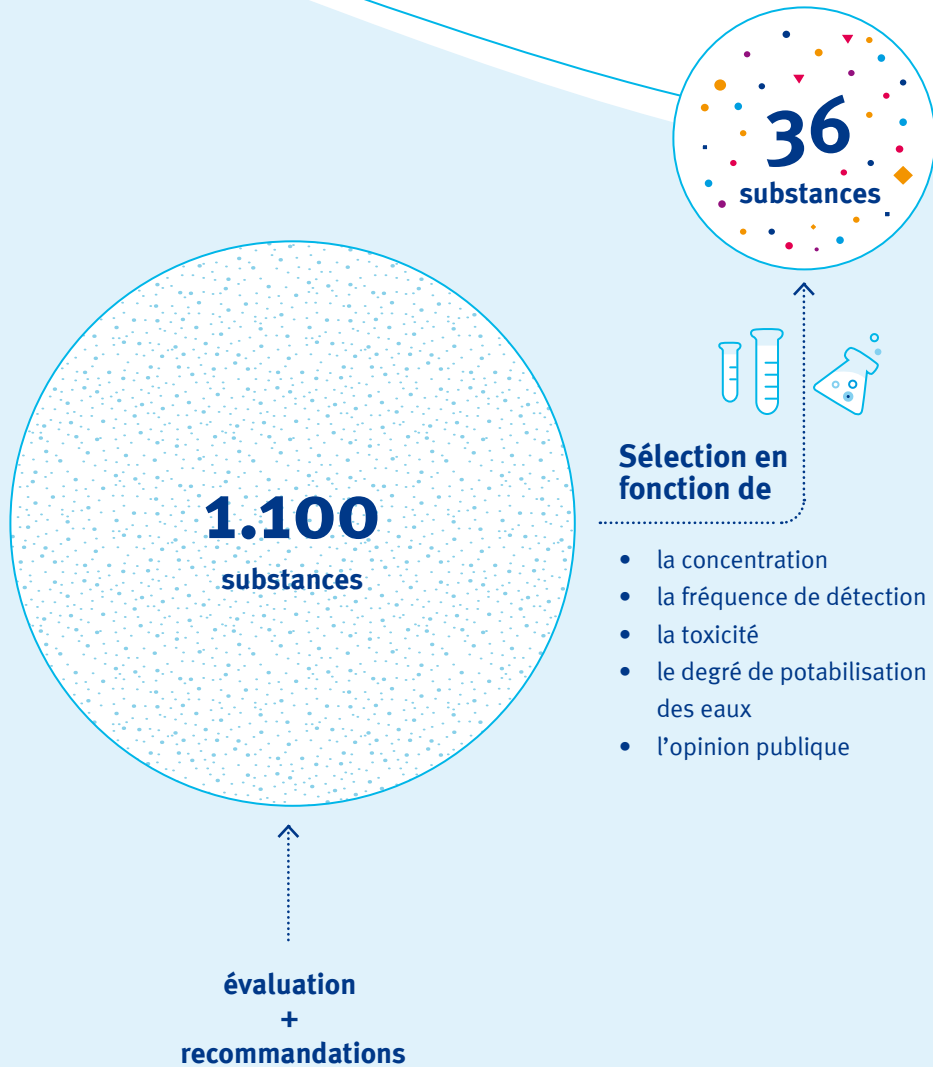 36
substances
1.100
substances
Sélection en
fonction de
• la concentration
• la fréquence de détection
• la toxicité
• le degré de potabilisation
des eaux
• l’opinion publique
évaluation
+
recommandations